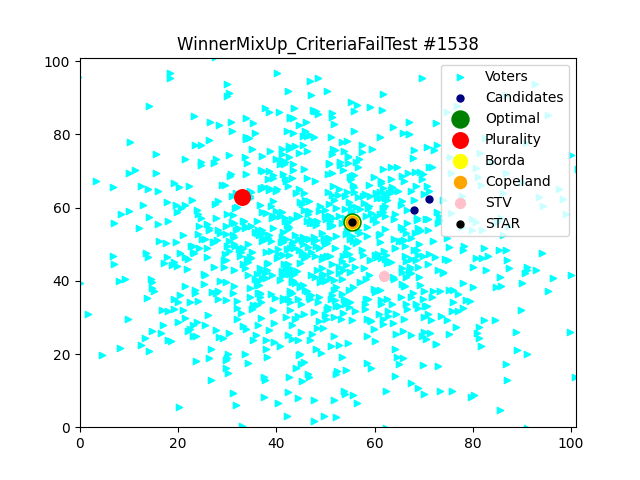 WinnerMixUp_CriteriaFailTest #1538
100
80
60
40
20
0
0
20
40
60
80
100
Voters
Candidates
Optimal
Plurality
Borda
Copeland
STV
STAR